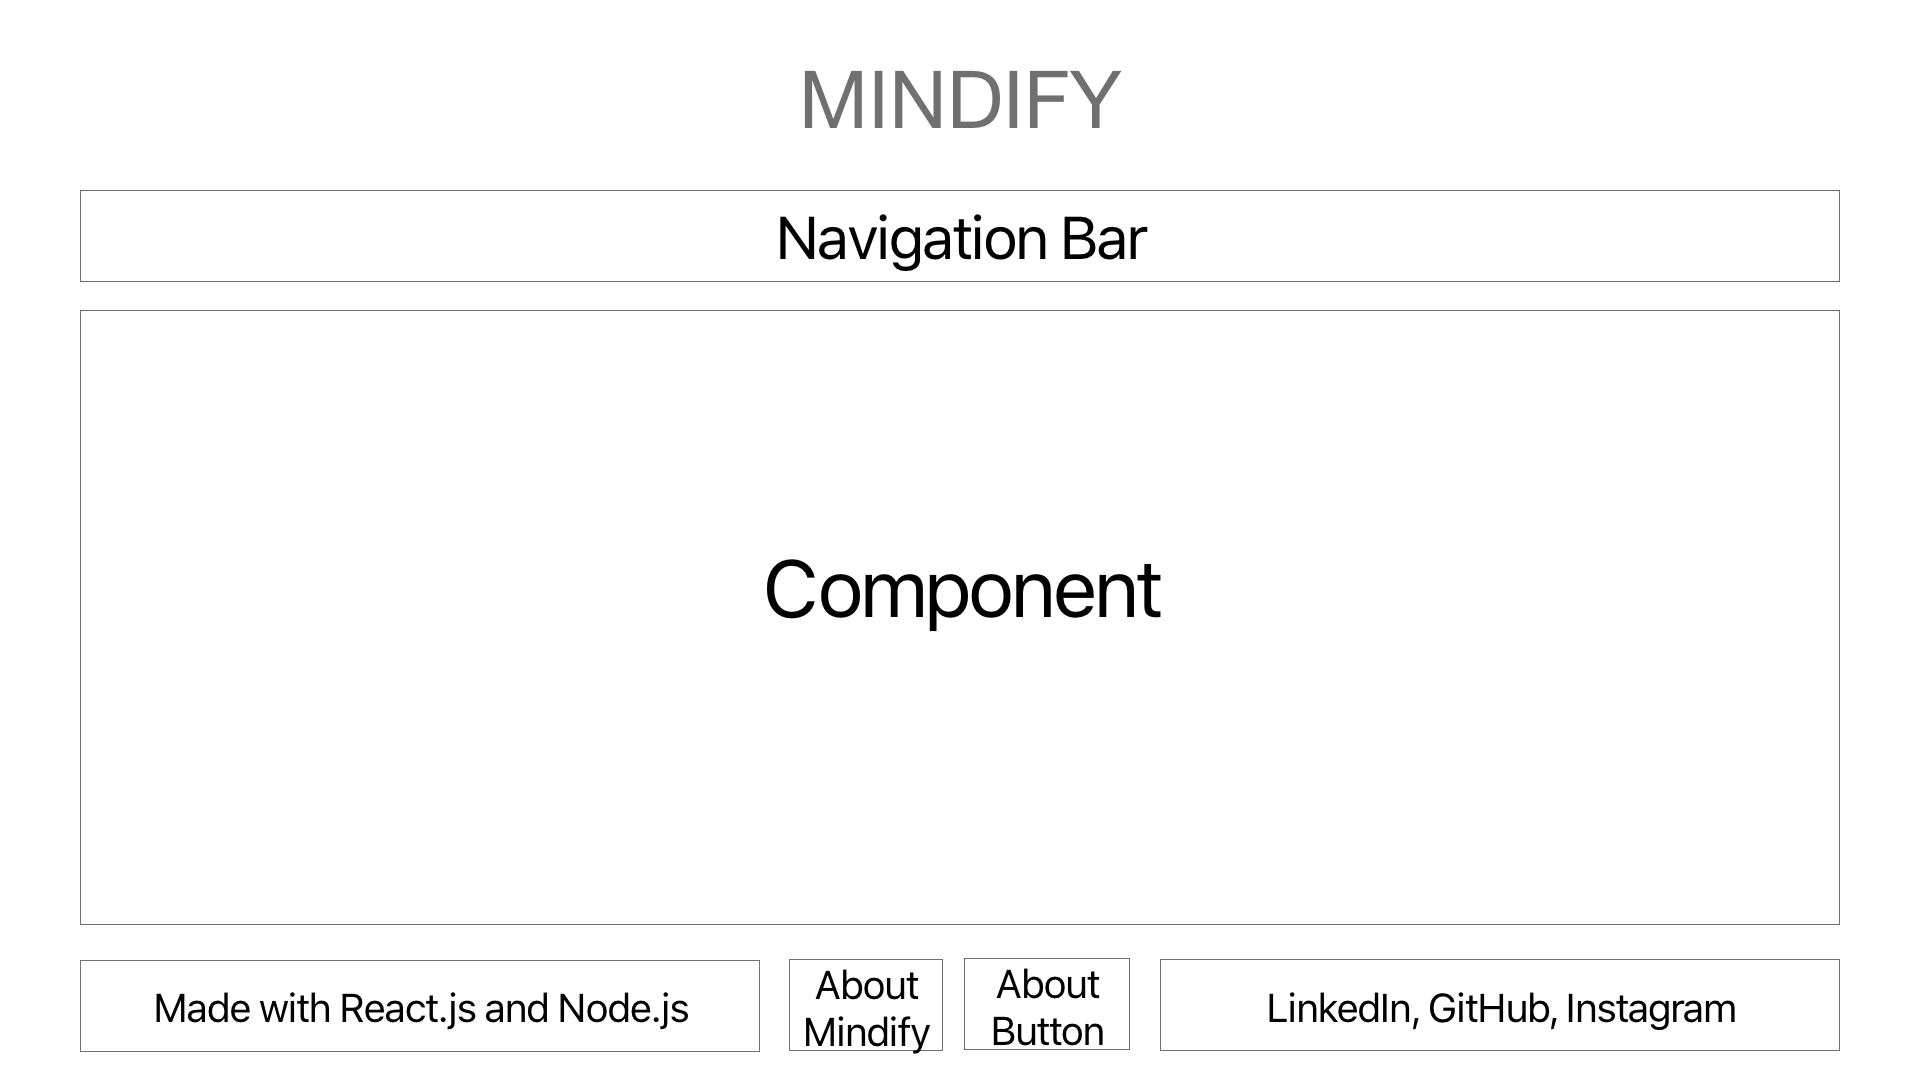 MINDIFY
Navigation Bar
Component
Made with React.js and Node.js
About
Mindify
About
Button
LinkedIn, GitHub, Instagram